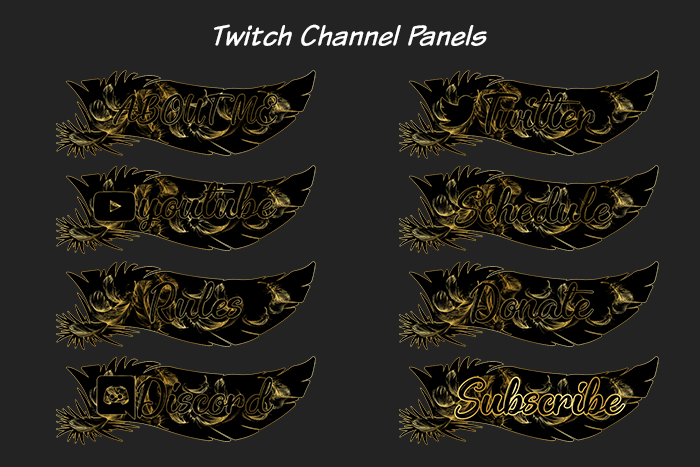 Twitch Channel Panels
ABOUT ME
Twitter
youtube
Schedule
Rules
Donate
Discord
Subscribe